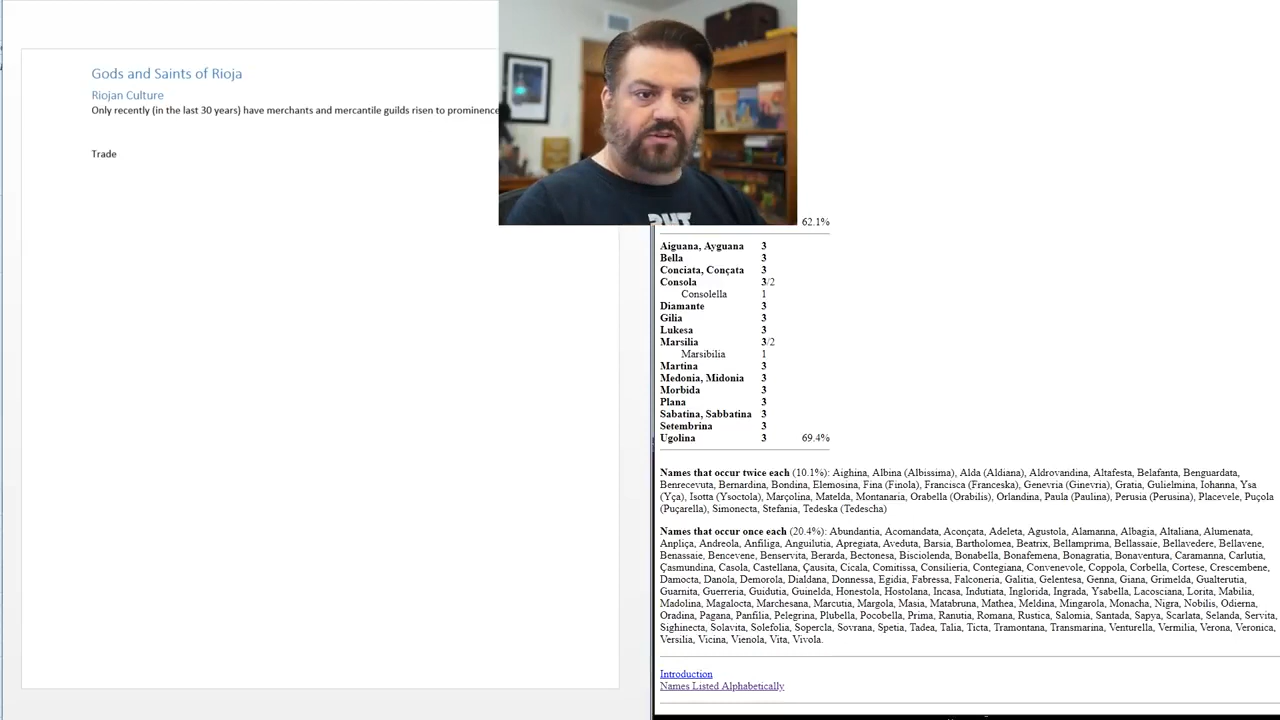 Gods and Saints of Rioja
Riojan Culture
Only recently (in the last 30 years) have merchants and mercantile guilds risen to prominence
Trade
THE
62.1%
Aiguana, Ayguana 3
Bella 3
Conciata, Conçata 3
Consola 3/2
Consolella 1
Diamante 3
Gilia 3
Lukesa 3
Marsilia 3/2
Marsibilia 1
Martina 3
Medonia, Midonia 3
Morbida 3
Plana 3
Sabatina, Sabbatina 3
Setembrina 3
Ugolina 3 69.4%
Names that occur twice each (10.1%): Aighina, Albina (Albissima), Alda (Aldiana), Aldrovandina, Altafesta, Belafanta, Benguardata,
Benrecevuta, Bernardina, Bondina, Elemosina, Fina (Finola), Francisca (Franceska), Genevria (Ginevria), Gratia, Gulielmina, Iohanna, Ysa
(Yça), Isotta (Ysoctola), Marçolina, Matelda, Montanaria, Orabella (Orabilis), Orlandina, Paula (Paulina), Perusia (Perusina), Placevele, Puçola
(Puçarella), Simonecta, Stefania, Tedeska (Tedescha)
Names that occur once each (20.4%): Abundantia, Acomandata, Aconçata, Adeleta, Agustola, Alamanna, Albagia, Altaliana, Alumenata,
Anpliça, Andreola, Anfiliga, Anguilutia, Apregiata, Aveduta, Barsia, Bartholomea, Beatrix, Bellamprima, Bellassaie, Bellavedere, Bellavene,
Benassaie, Bencevene, Benservita, Berarda, Bectonesa, Bisciolenda, Bonabella, Bonafemena, Bonagratia, Bonaventura, Caramanna, Carlutia,
Çasmundina, Casola, Castellana, Çausita, Cicala, Comitissa, Consilieria, Contegiana, Convenevole, Coppola, Corbella, Cortese, Crescembene,
Damocta, Danola, Demorola, Dialdana, Donnessa, Egidia, Fabressa, Falconeria, Galitia, Gelentesa, Genna, Giana, Grimelda, Gualterutia,
Guarnita, Guerreria, Guidutia, Guinelda, Honestola, Hostolana, Incasa, Indutiata, Inglorida, Ingrada, Ysabella, Lacosciana, Lorita, Mabilia,
Madolina, Magalocta, Marchesana, Marcutia, Margola, Masia, Matabruna, Mathea, Meldina, Mingarola, Monacha, Nigra, Nobilis, Odierna,
Oradina, Pagana, Panfilia, Pelegrina, Plubella, Pocobella, Prima, Ranutia, Romana, Rustica, Salomia, Santada, Sapya, Scarlata, Selanda, Servita,
Sighinecta, Solavita, Solefolia, Sopercla, Sovrana, Spetia, Tadea, Talia, Ticta, Tramontana, Transmarina, Venturella, Vermilia, Verona, Veronica,
Versilia, Vicina, Vienola, Vita, Vivola.
Introduction
Names Listed Alphabetically